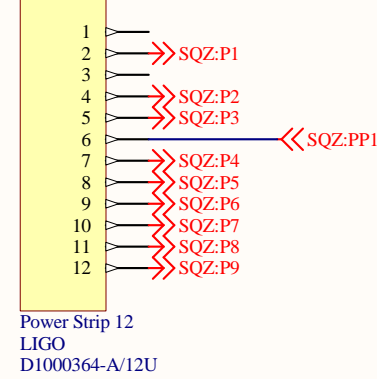 1
2 SQZ:P1
3
4 SQZ:P2
5 SQZ:P3
6 SQZ:PP1
7 SQZ:P4
8 SQZ:P5
9 SQZ:P6
10 SQZ:P7
11 SQZ:P8
12 SQZ:P9
Power Strip 12
LIGO
D1000364-A/12U